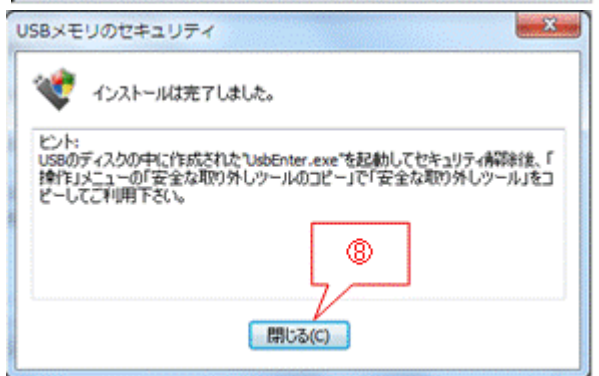 USBメモリのセキュリティ
インストールは完了しました。
ヒント:
USBのディスクの中に作成された"UsbEnter.exe"を起動してセキュリティ解除後、「
操作」メニューの「安全な取り外しツールのコピー」で「安全な取り外しツール」をコ
ピーしてご利用下さい。
⑧
閉じる(C)